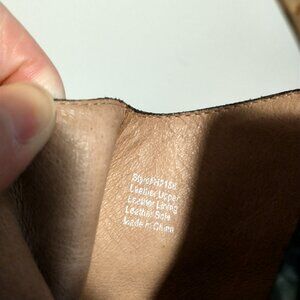 Leather Upper
Leather Lining
Leather Sole
Made in China